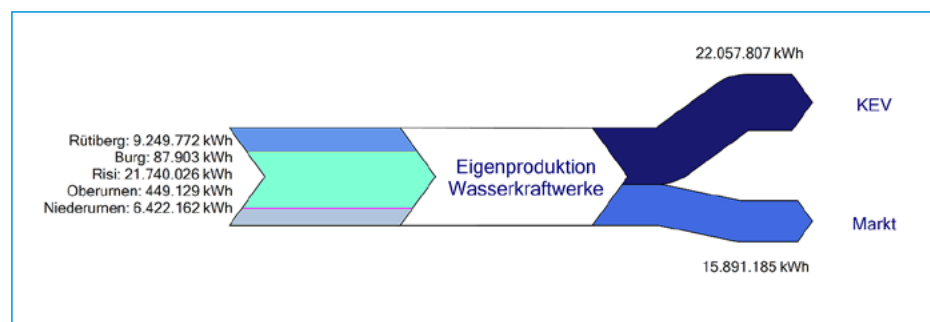 22.057.807 kWh
KEV
Rütiberg: 9.249.772 kWh
Burg: 87.903 kWh
Risi: 21.740.026 kWh
Oberurnen: 449.129 kWh
Niederurnen: 6.422.162 kWh
Eigenproduktion
Wasserkraftwerke
Markt
15.891.185 kWh